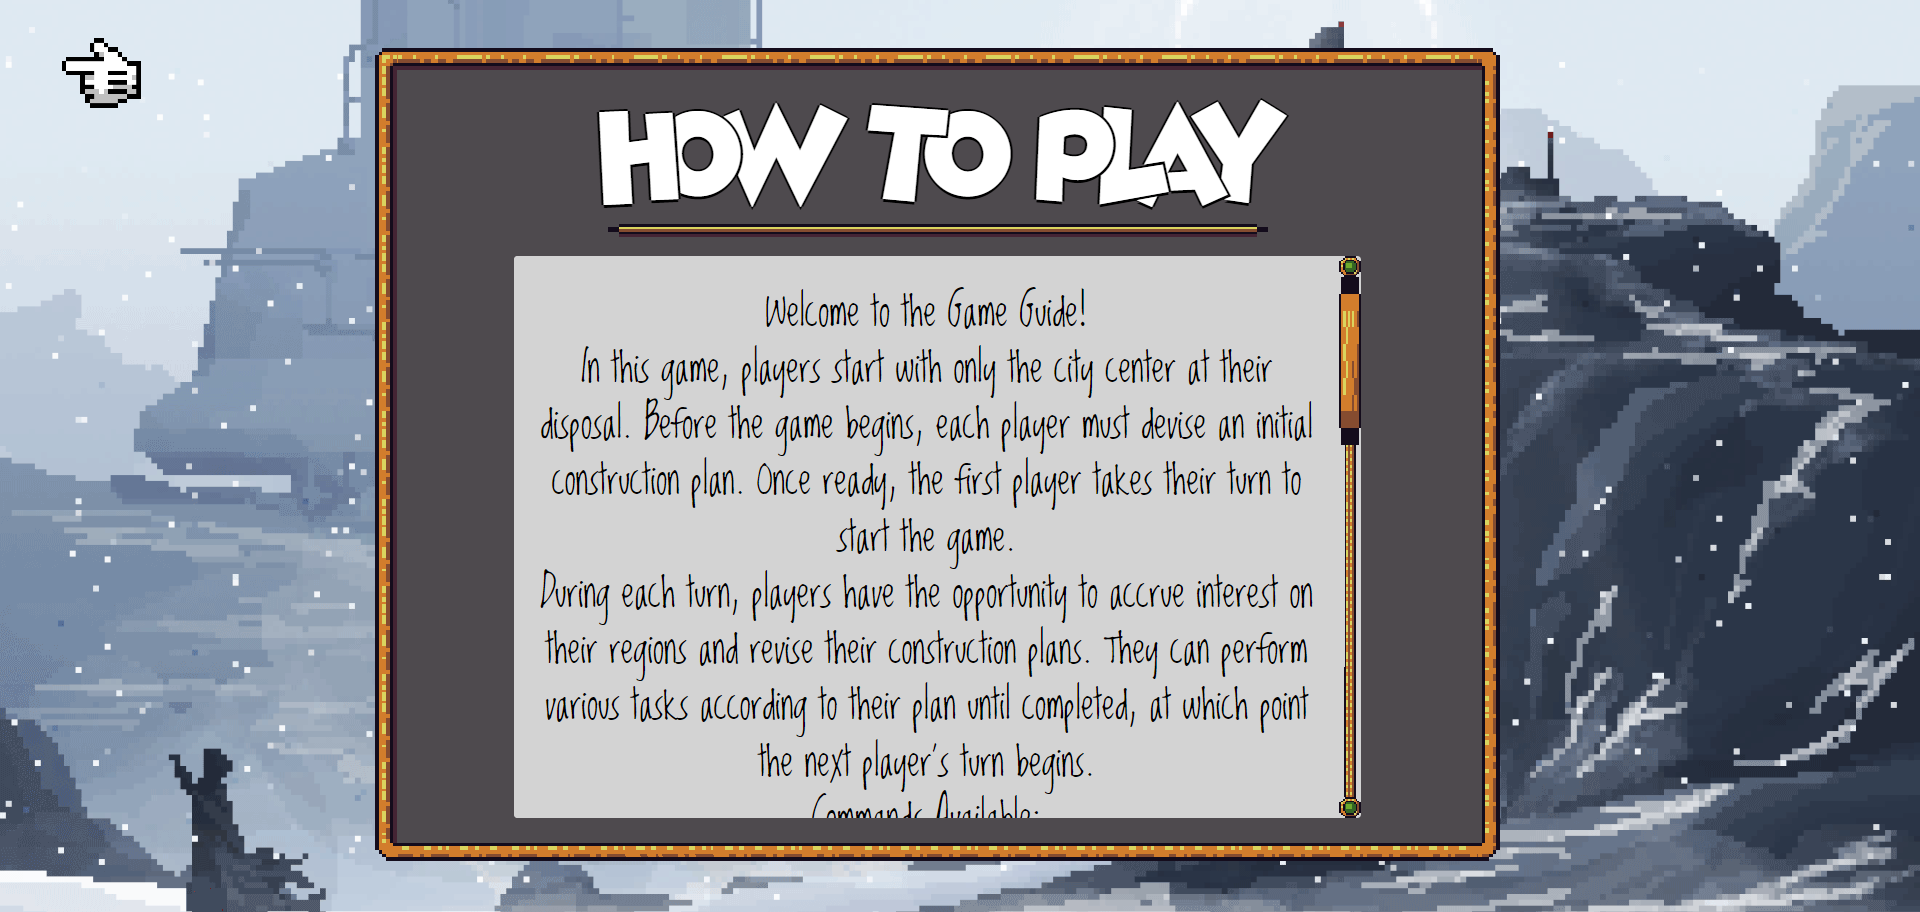 HOW TO PLAY
Welcome to the Game Guide!
In this game, players start with only the city center at their
disposal. Before the game begins, each player must devise an initial
construction plan. Once ready, the first player takes their turn to
start the game.
During each turn, players have the opportunity to accrue interest on
their regions and revise their construction plans. They can perform
various tasks according to their plan until completed, at which point
the next player's turn begins.
Commands Available: